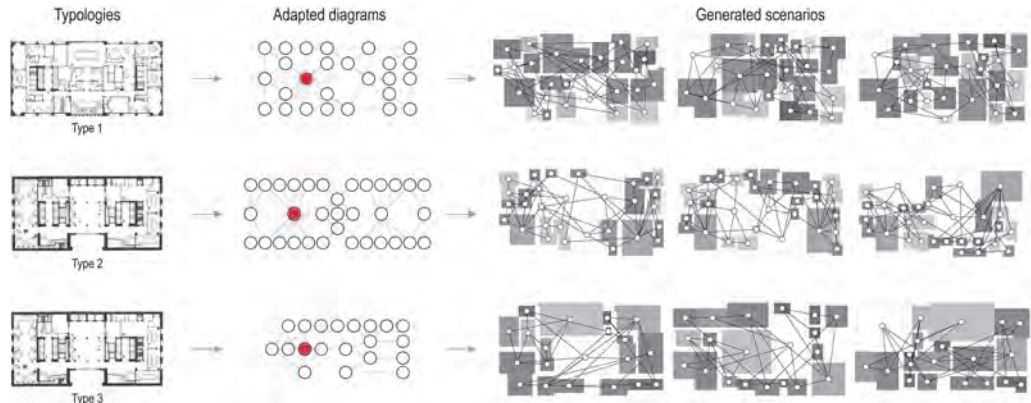 Typologies
Adapted diagrams
Generated scenarios
Type 1
Type 2
Type 3